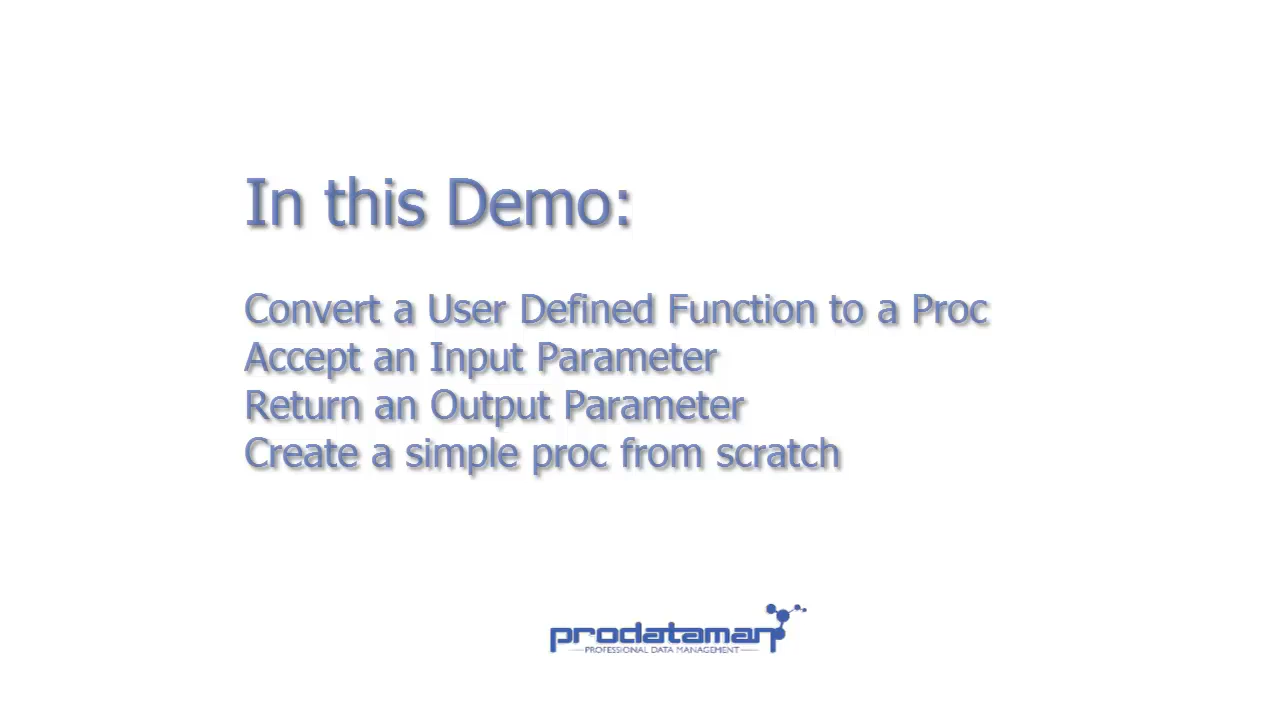 In this Demo:
Convert a User Defined Function to a Proc
Accept an Input Parameter
Return an Output Parameter
Create a simple proc from scratch
prodataman
PROFESSIONAL DATA MANAGEMENT